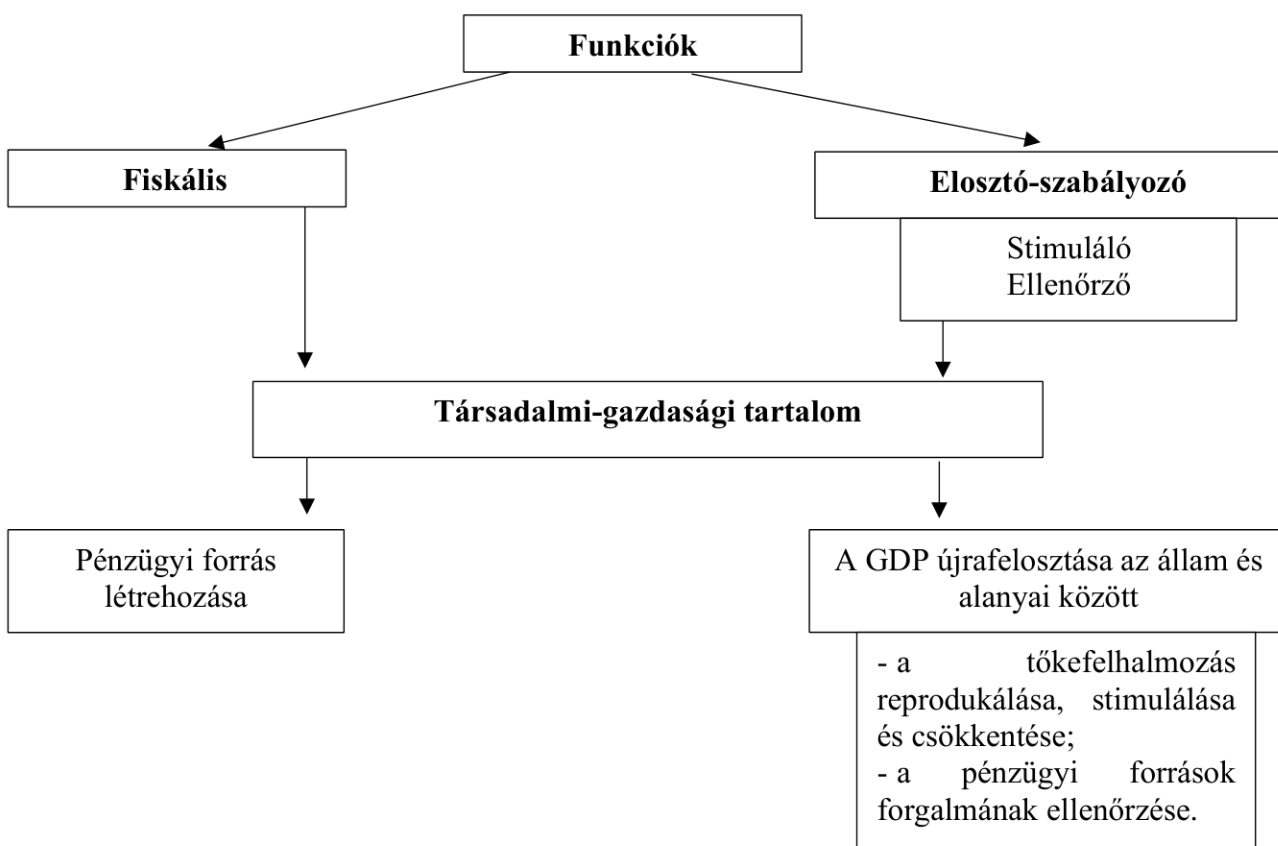 Funkciók
Fiskális
Elosztó-szabályozó
Stimuláló
Ellenőrző
Társadalmi-gazdasági tartalom
Pénzügyi forrás
létrehozása
A GDP újrafelosztása az állam és
alanyai között
- a tőkefelhalmozás
reprodukálása, stimulálása
és csökkentése;
- a pénzügyi források
forgalmának ellenőrzése.